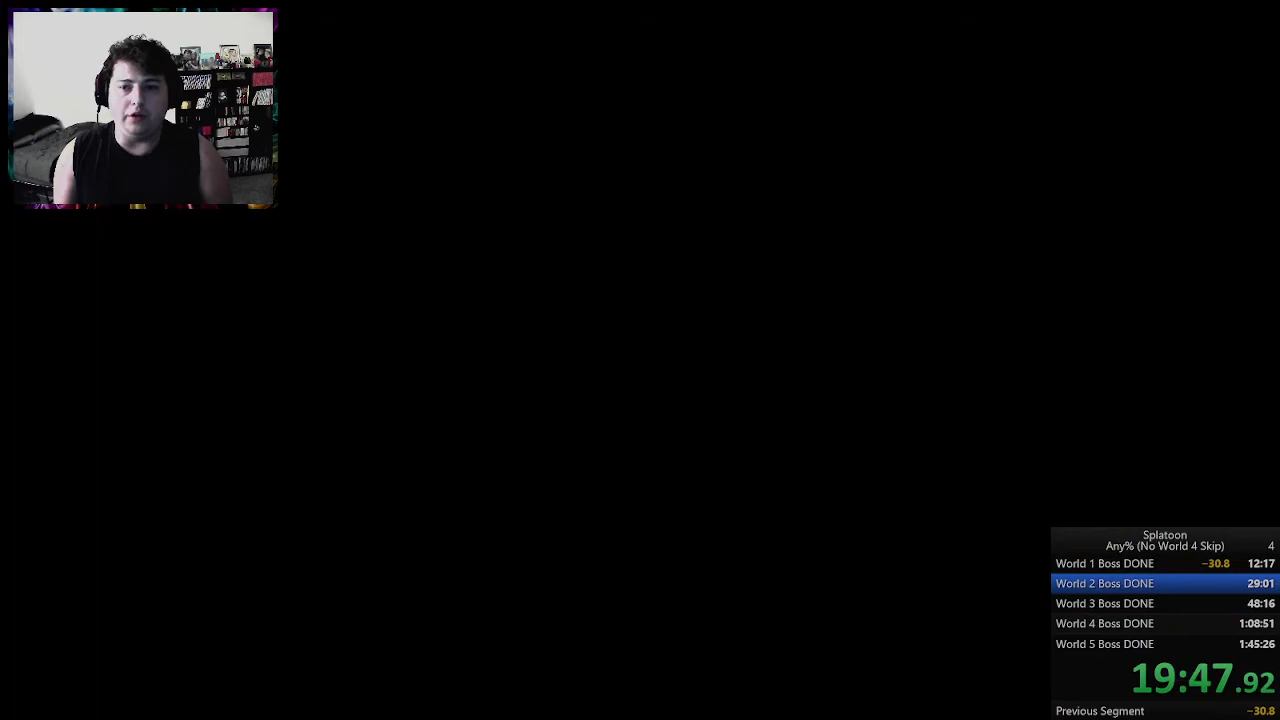 Splatoon
Any% (No World 4 Skip) 4
World 1 Boss DONE −30.8 12:17
World 2 Boss DONE 29:01
World 3 Boss DONE 48:16
World 4 Boss DONE 1:08:51
World 5 Boss DONE 1:45:26
19:47.92
Previous Segment −30.8